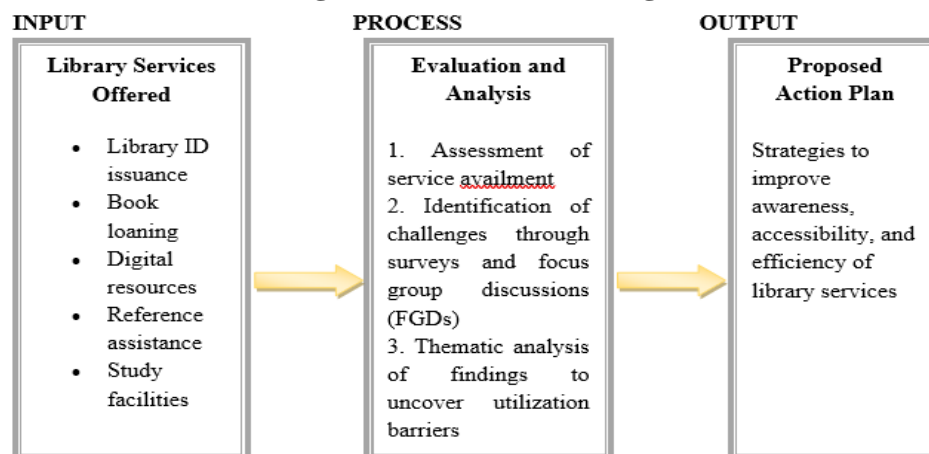 INPUT
PROCESS
OUTPUT
Library Services
Offered
• Library ID
issuance
• Book
loaning
• Digital
resources
• Reference
assistance
• Study
facilities
Evaluation and
Analysis
1. Assessment of
service availment
2. Identification of
challenges through
surveys and focus
group discussions
(FGDs)
3. Thematic analysis
of findings to
uncover utilization
barriers
Proposed
Action Plan
Strategies to
improve
awareness,
accessibility, and
efficiency of
library services